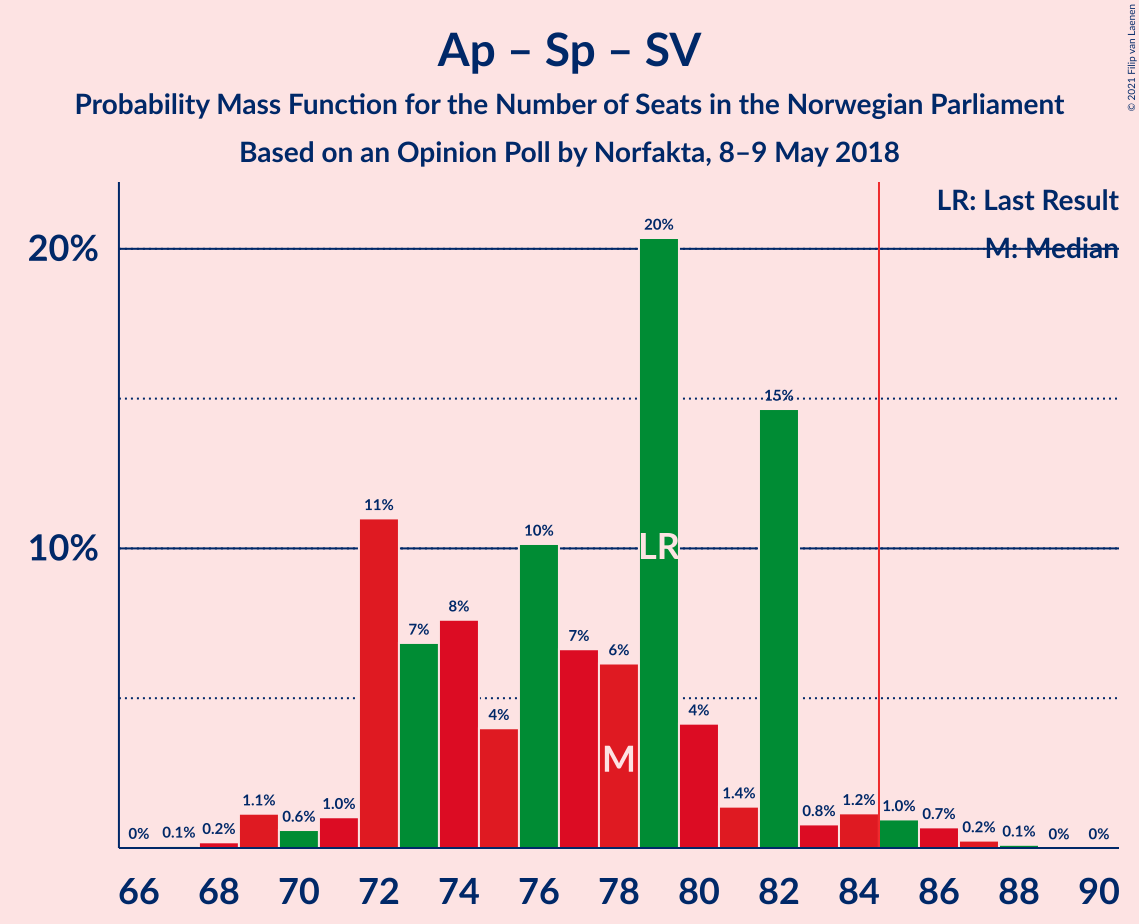 Ap – Sp – SV
Probability Mass Function for the Number of Seats in the Norwegian Parliament
Based on an Opinion Poll by Norfakta, 8–9 May 2018
© 2021 Filip van Laenen
LR: Last Result
M: Median
20%
10%
0% 0.1% 0.2% 1.1% 0.6% 1.0% 11% 7% 8% 4% 10% 7% 6% 20% 4% 1.4% 15% 0.8% 1.2% 1.0% 0.7% 0.2% 0.1% 0% 0%
LR
M
66 68 70 72 74 76 78 80 82 84 86 88 90